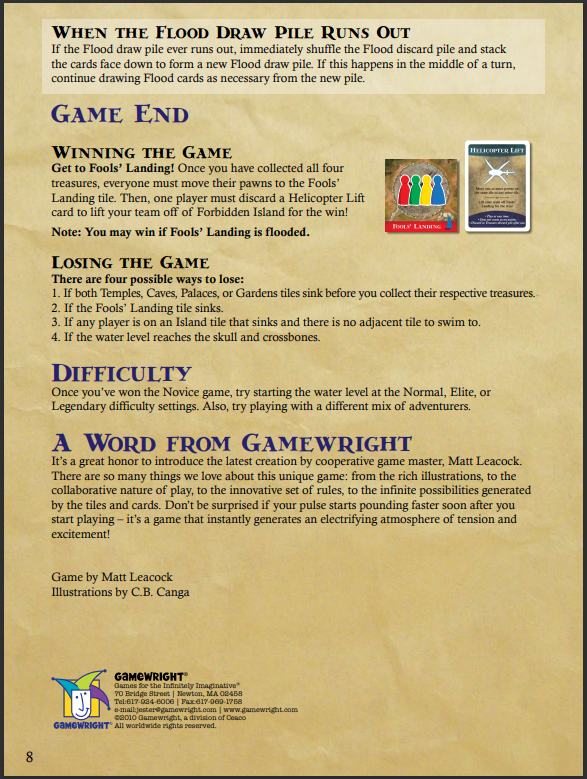 When the Flood Draw Pile Runs Out
If the Flood draw pile ever runs out, immediately shuffle the Flood discard pile and stack
the cards face down to form a new Flood draw pile. If this happens in the middle of a turn,
continue drawing Flood cards as necessary from the new pile.
Game End
Winning the Game
Get to Fools' Landing! Once you have collected all four
treasures, everyone must move their pawns to the Fools'
Landing tile. Then, one player must discard a Helicopter Lift
card to lift your team off of Forbidden Island for the win!
Note: You may win if Fools' Landing is flooded.
Fools' Landing
Helicopter Lift
Losing the Game
There are four possible ways to lose:
1. If both Temples, Caves, Palaces, or Gardens tiles sink before you collect their respective treasures.
2. If the Fools' Landing tile sinks.
3. If any player is on an Island tile that sinks and there is no adjacent tile to swim to.
4. If the water level reaches the skull and crossbones.
Difficulty
Once you've won the Novice game, try starting the water level at the Normal, Elite, or
Legendary difficulty settings. Also, try playing with a different mix of adventurers.
A Word from Gamewright
It's a great honor to introduce the latest creation by cooperative game master, Matt Leacock.
There are so many things we love about this unique game: from the rich illustrations, to the
collaborative nature of play, to the innovative set of rules, to the infinite possibilities generated
by the tiles and cards. Don't be surprised if your pulse starts pounding faster soon after you
start playing – it's a game that instantly generates an electrifying atmosphere of tension and
excitement!
Game by Matt Leacock
Illustrations by C.B. Canga
GAMEWRIGHT®
Games for the Infinitely Imaginative®
70 Bridge Street | Newton, MA 02458
Tel:617-924-6006 | Fax:617-969-1758
e-mail:jester@gamewright.com | www.gamewright.com
©2010 Gamewright, a division of Ceaco
All worldwide rights reserved.
GAMEWRIGHT®
8